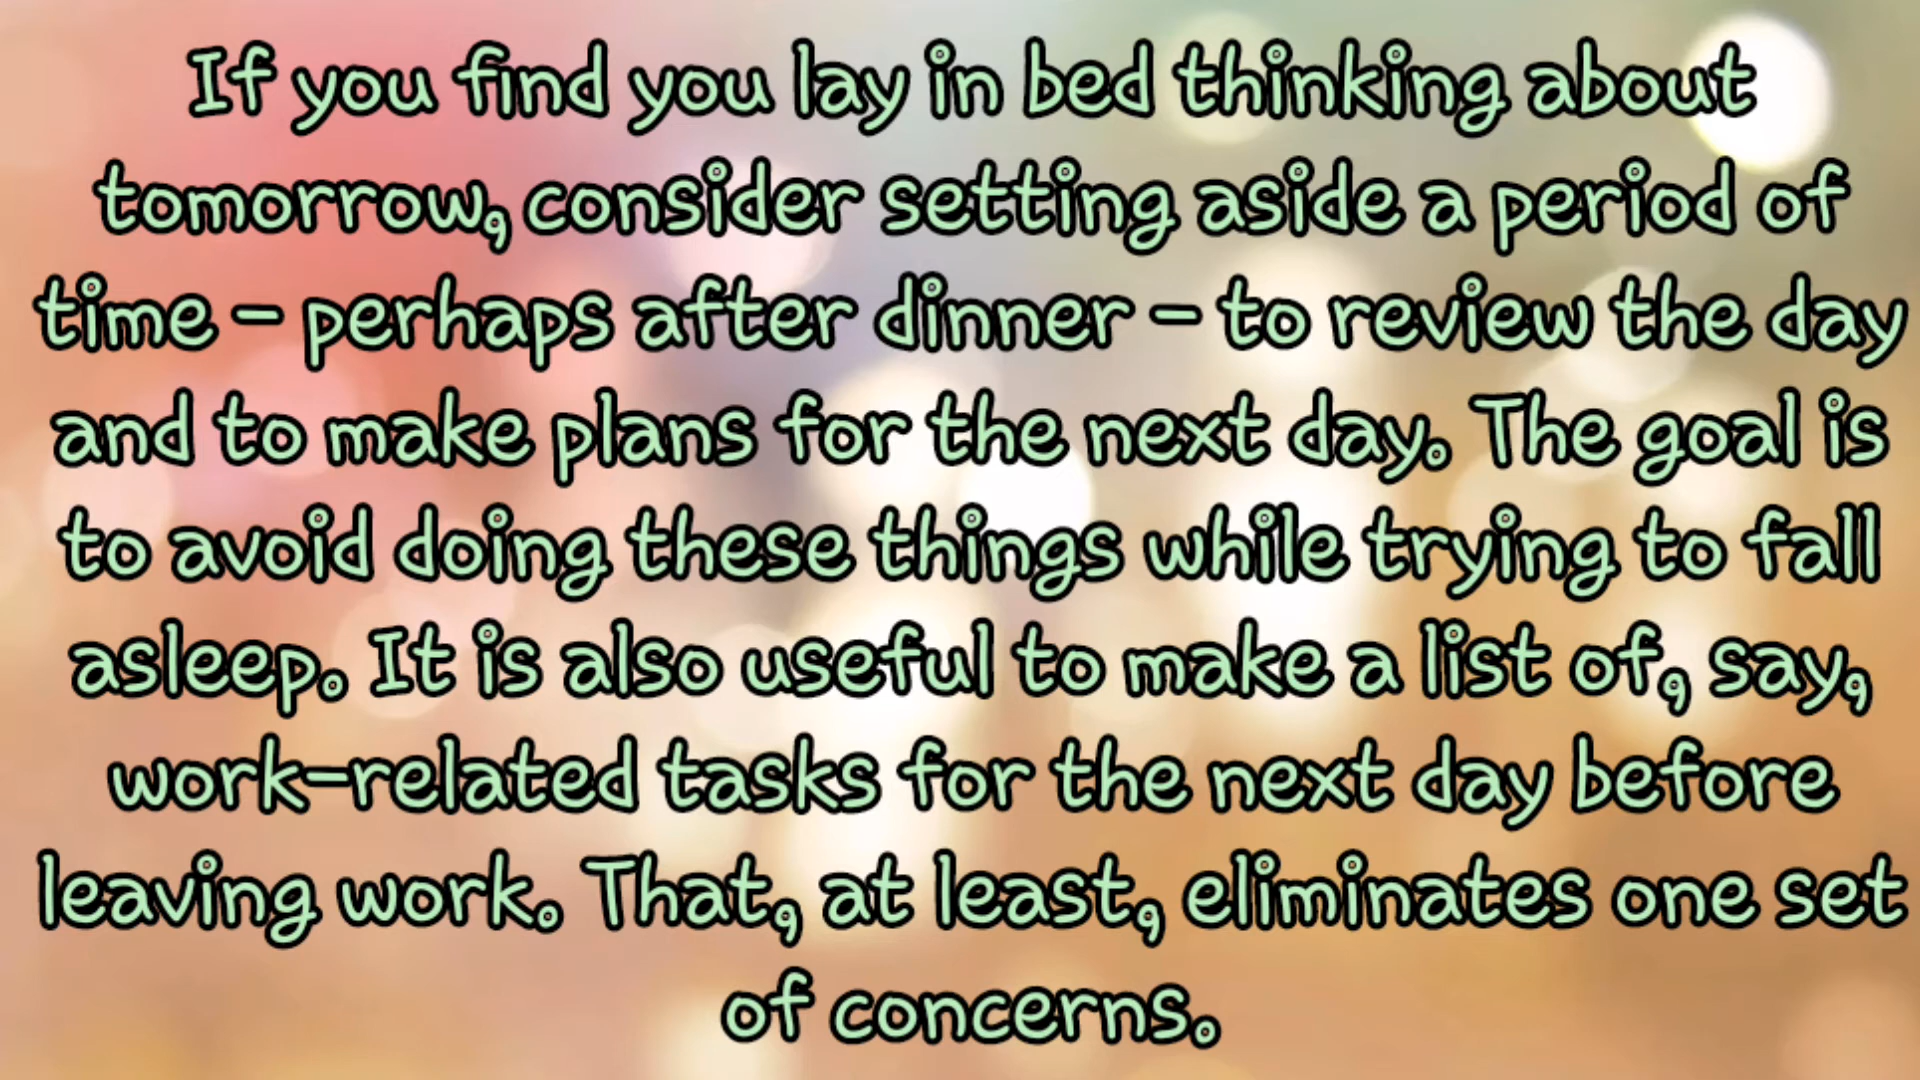 If you find you lay in bed thinking about
tomorrow, consider setting aside a period of
time - perhaps after dinner - to review the day
and to make plans for the next day. The goal is
to avoid doing these things while trying to fall
asleep. It is also useful to make a list of, say,
work-related tasks for the next day before
leaving work. That, at least, eliminates one set
of concerns.